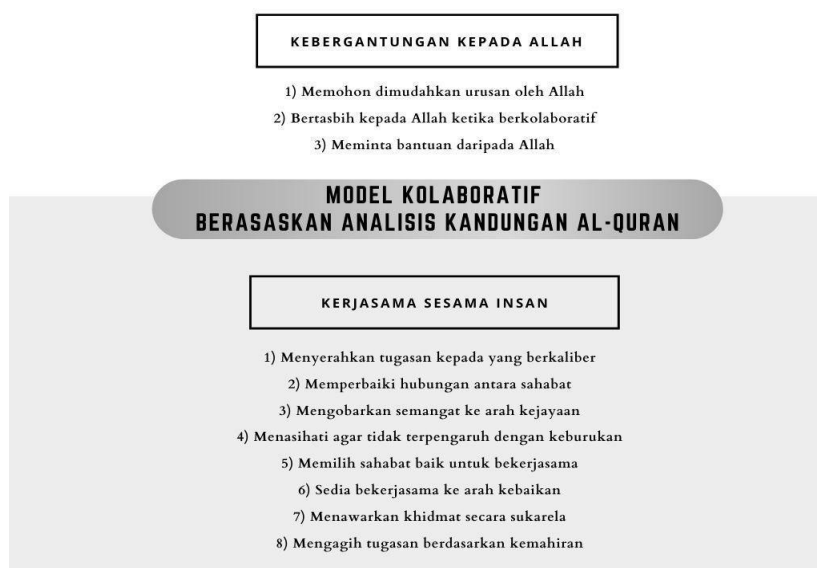 KEBERGANTUNGAN KEPADA ALLAH
1) Memohon dimudahkan urusan oleh Allah
2) Bertasbih kepada Allah ketika berkolaboratif
3) Meminta bantuan daripada Allah
MODEL KOLABORATIF
BERASASKAN ANALISIS KANDUNGAN AL-QURAN
KERJASAMA SESAMA INSAN
1) Menyerahkan tugasan kepada yang berkaliber
2) Memperbaiki hubungan antara sahabat
3) Mengobarkan semangat ke arah kejayaan
4) Menasihati agar tidak terpengaruh dengan keburukan
5) Memilih sahabat baik untuk bekerjasama
6) Sedia bekerjasama ke arah kebaikan
7) Menawarkan khidmat secara sukarela
8) Mengagih tugasan berdasarkan kemahiran